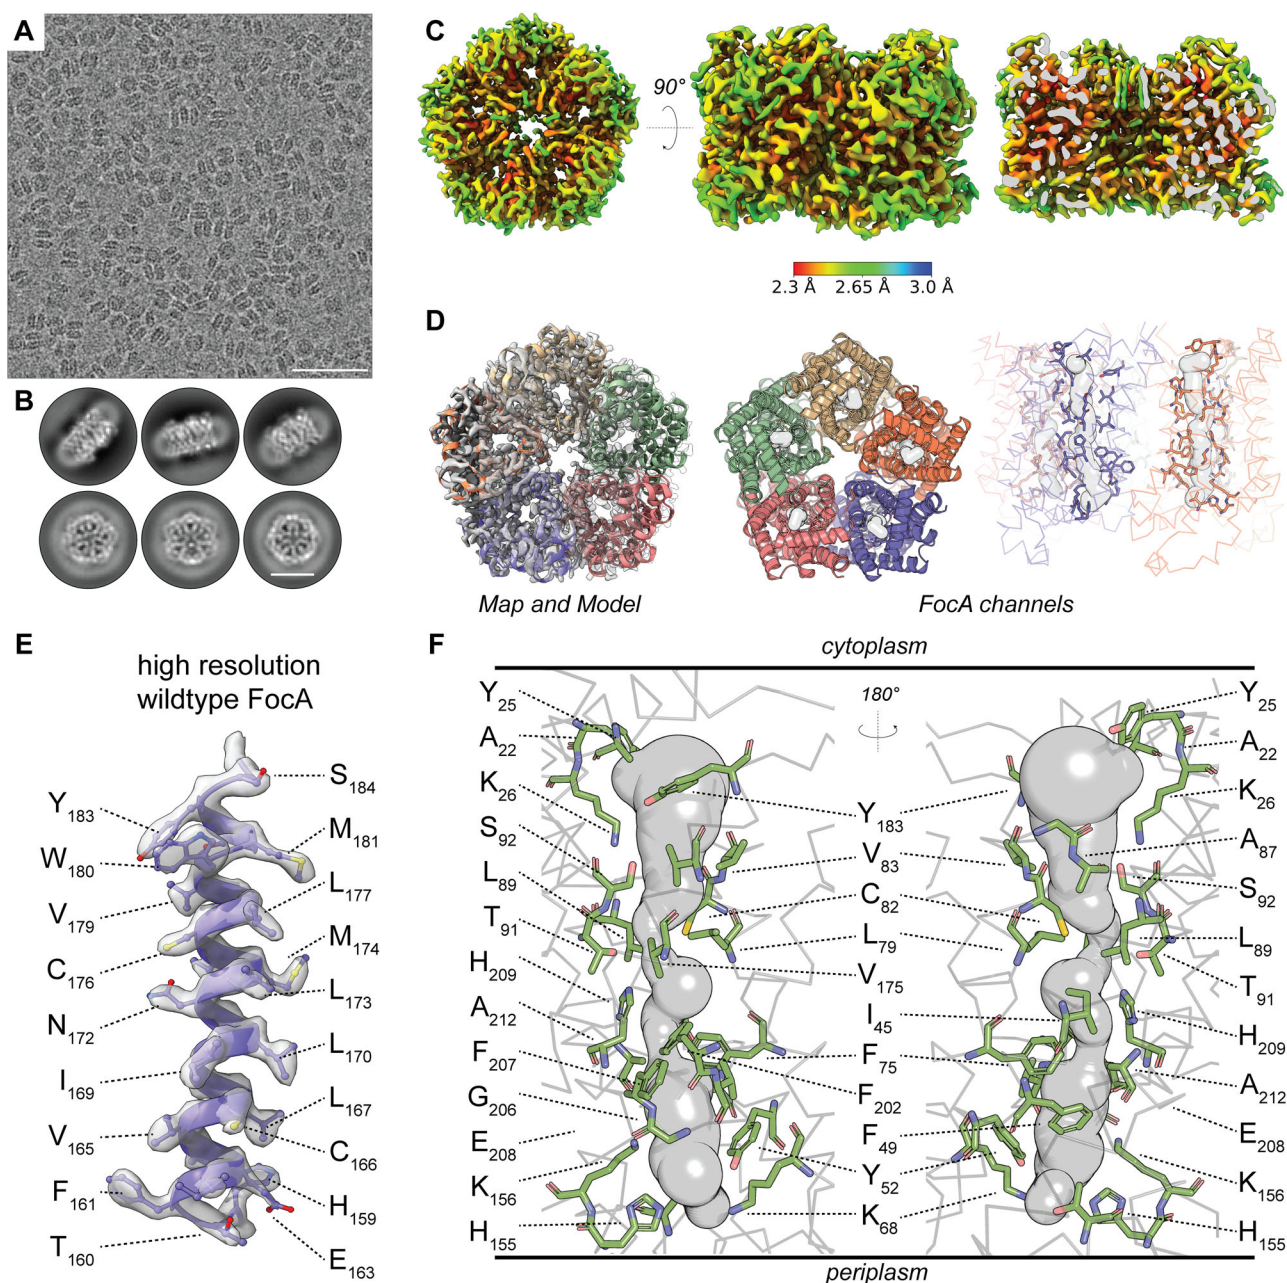 A
B
C
90°
2.3 Å 2.65 Å 3.0 Å
D
Map and Model
FocA channels
E
high resolution
wildtype FocA
S184
Y183
M181
W180
L177
V179
M174
C176
L173
N172
L170
I169
L167
V165
C166
F161
H159
T160
E163
F
cytoplasm
180°
Y25
A22
K26
S92
L89
T91
H209
A212
F207
G206
E208
K156
H155
Y183
V83
C82
L79
V175
I45
F75
F202
F49
Y52
K68
Y25
A22
K26
A87
S92
L89
T91
H209
A212
E208
K156
H155
periplasm